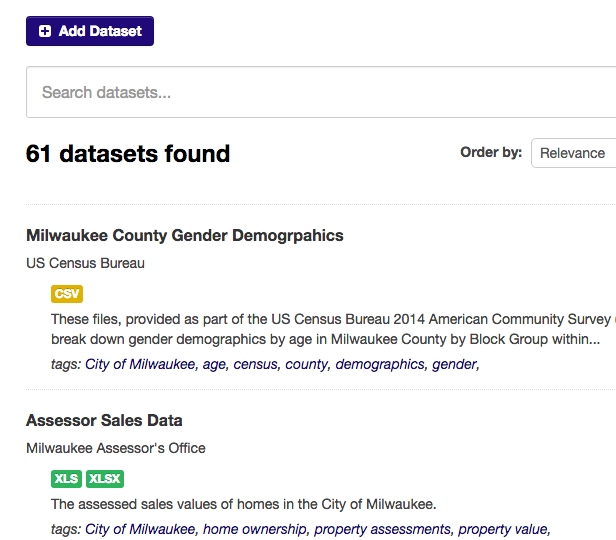 Add Dataset
Search datasets...
61 datasets found
Order by: Relevance
Milwaukee County Gender Demogrpahics
US Census Bureau
CSV
These files, provided as part of the US Census Bureau 2014 American Community Survey
break down gender demographics by age in Milwaukee County by Block Group within...
tags: City of Milwaukee, age, census, county, demographics, gender,
Assessor Sales Data
Milwaukee Assessor's Office
XLS XLSX
The assessed sales values of homes in the City of Milwaukee.
tags: City of Milwaukee, home ownership, property assessments, property value,